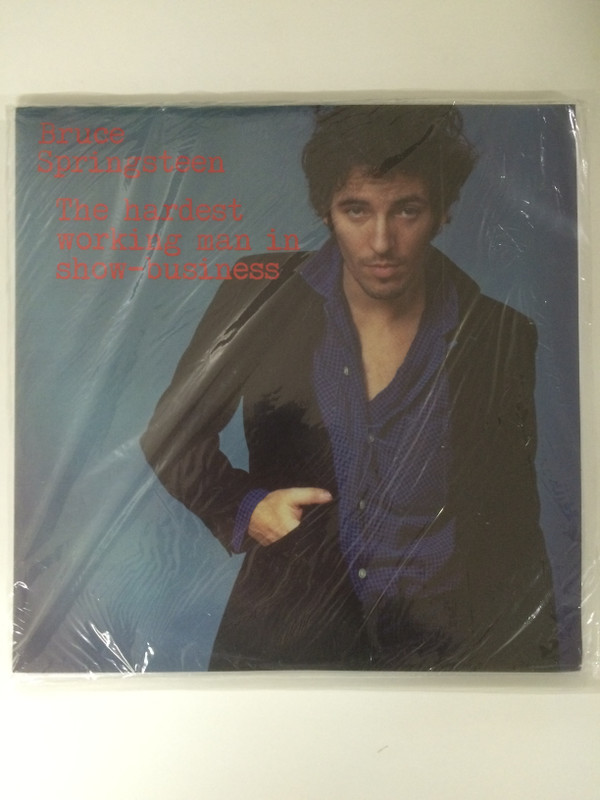 Bruce
Springsteen
The hardest
working man in
show-business